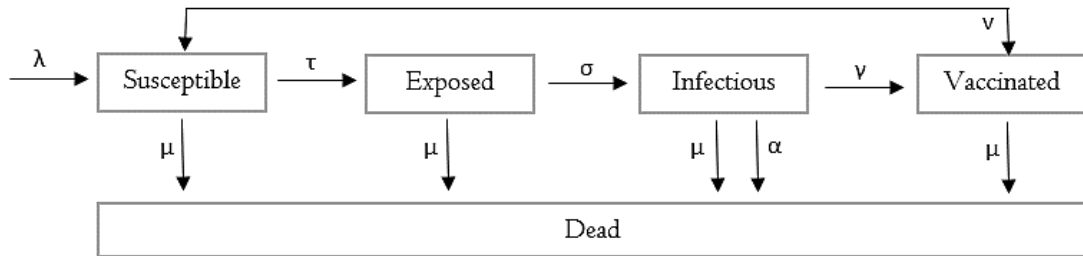 ν
λ
Susceptible
τ
Exposed
σ
Infectious
γ
Vaccinated
μ
μ
μ
α
μ
Dead